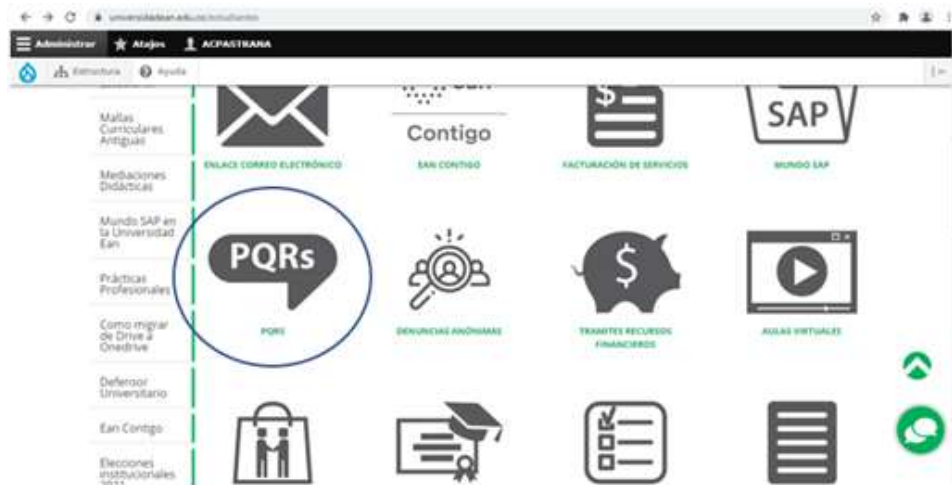 universidadean.edu.co/estudiantes
Administrar
Atajos
ACPASTRANA
Estructura
Ayuda
Mallas
Curriculares
Antiguas
Mediaciones
Didácticas
Mundo SAP en
la Universidad
Ean
Prácticas
Profesionales
Como migrar
de Drive a
Onedrive
Defensor
Universitario
Ean Contigo
Elecciones
institucionales
2021
Contigo
SAP
ENLACE CORREO ELECTRÓNICO
EAN CONTIGO
FACTURACIÓN DE SERVICIOS
MUNDO SAP
PQRs
PQRS
DENUNCIAS ANÓNIMAS
TRAMITES RECURSOS
FINANCIEROS
AULAS VIRTUALES